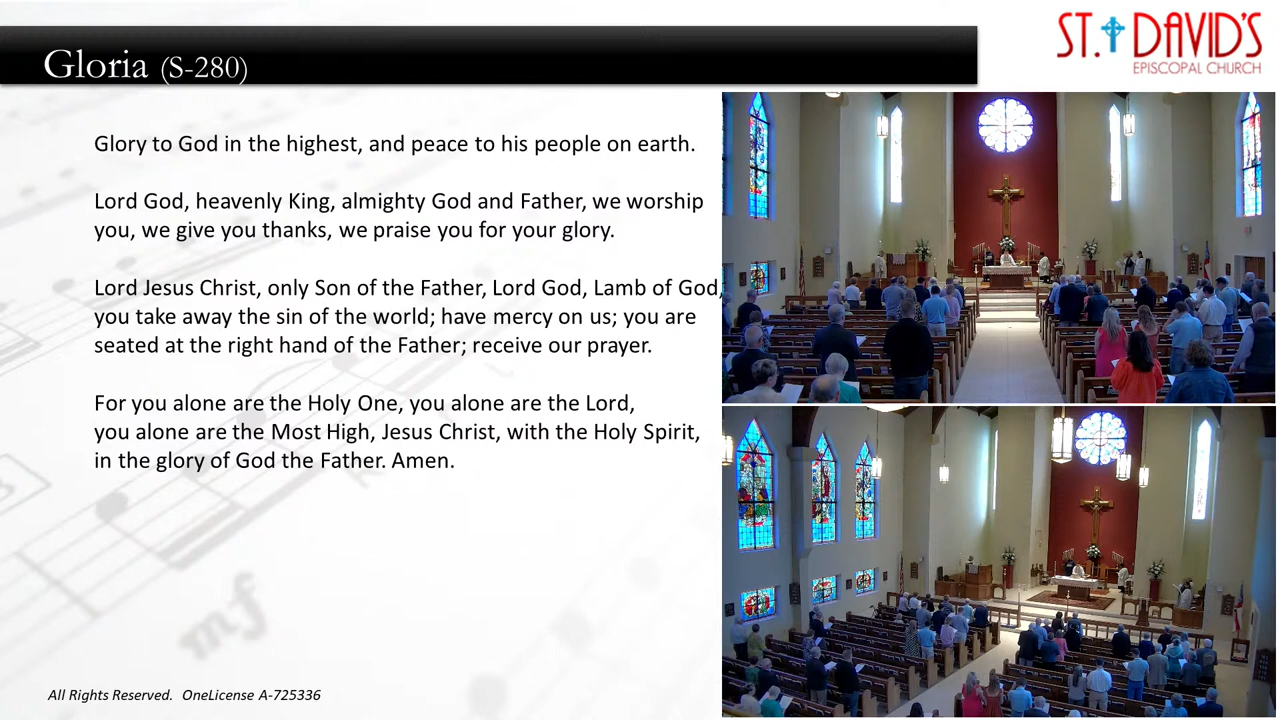 Gloria (S-280)
ST. DAVID'S
EPISCOPAL CHURCH
Glory to God in the highest, and peace to his people on earth.
Lord God, heavenly King, almighty God and Father, we worship
you, we give you thanks, we praise you for your glory.
Lord Jesus Christ, only Son of the Father, Lord God, Lamb of God,
you take away the sin of the world; have mercy on us; you are
seated at the right hand of the Father; receive our prayer.
For you alone are the Holy One, you alone are the Lord,
you alone are the Most High, Jesus Christ, with the Holy Spirit,
in the glory of God the Father. Amen.
3
mf
All Rights Reserved. OneLicense A-725336